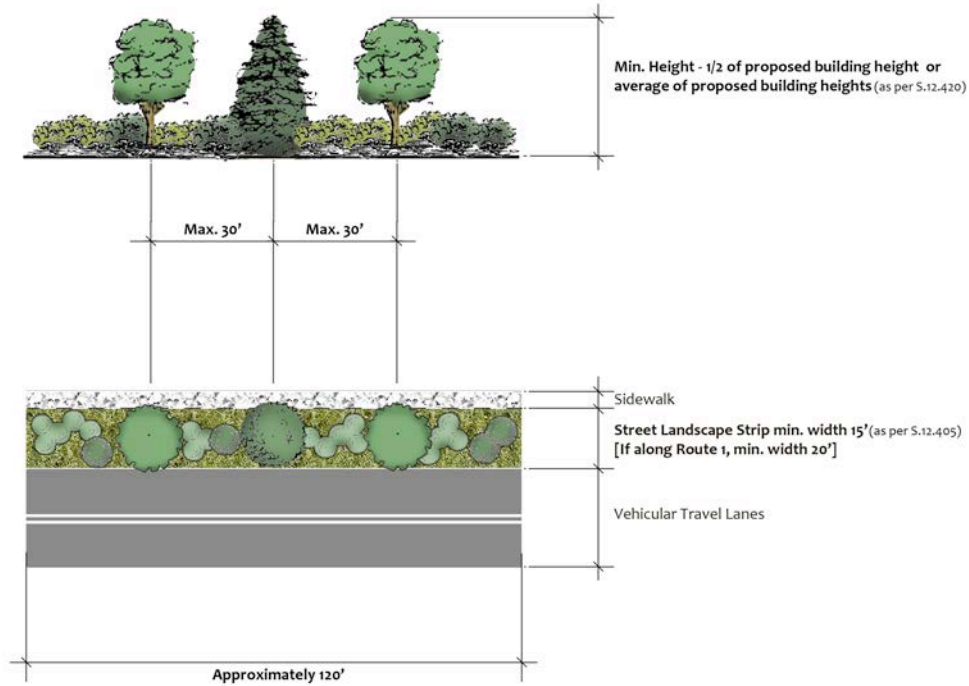 Min. Height - 1/2 of proposed building height or
average of proposed building heights (as per S.12.420)
Max. 30'
Max. 30'
Sidewalk
Street Landscape Strip min. width 15' (as per S.12.405)
[If along Route 1, min. width 20']
Vehicular Travel Lanes
Approximately 120'